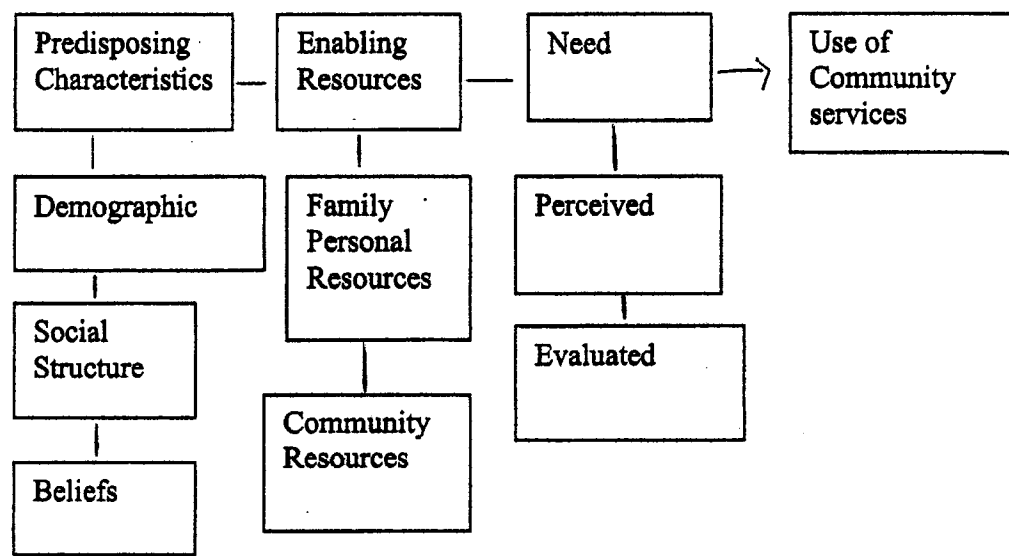 Predisposing
Characteristics
Enabling
Resources
Need
Use of
Community
services
Demographic
Family
Personal
Resources
Perceived
Social
Structure
Evaluated
Community
Resources
Beliefs